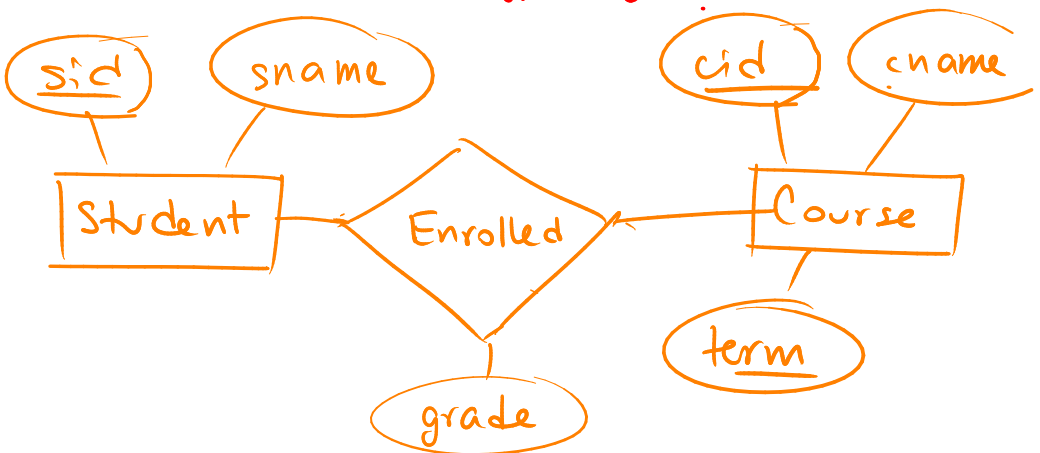 sid
sname
cid
cname
Student
Enrolled
Course
term
grade